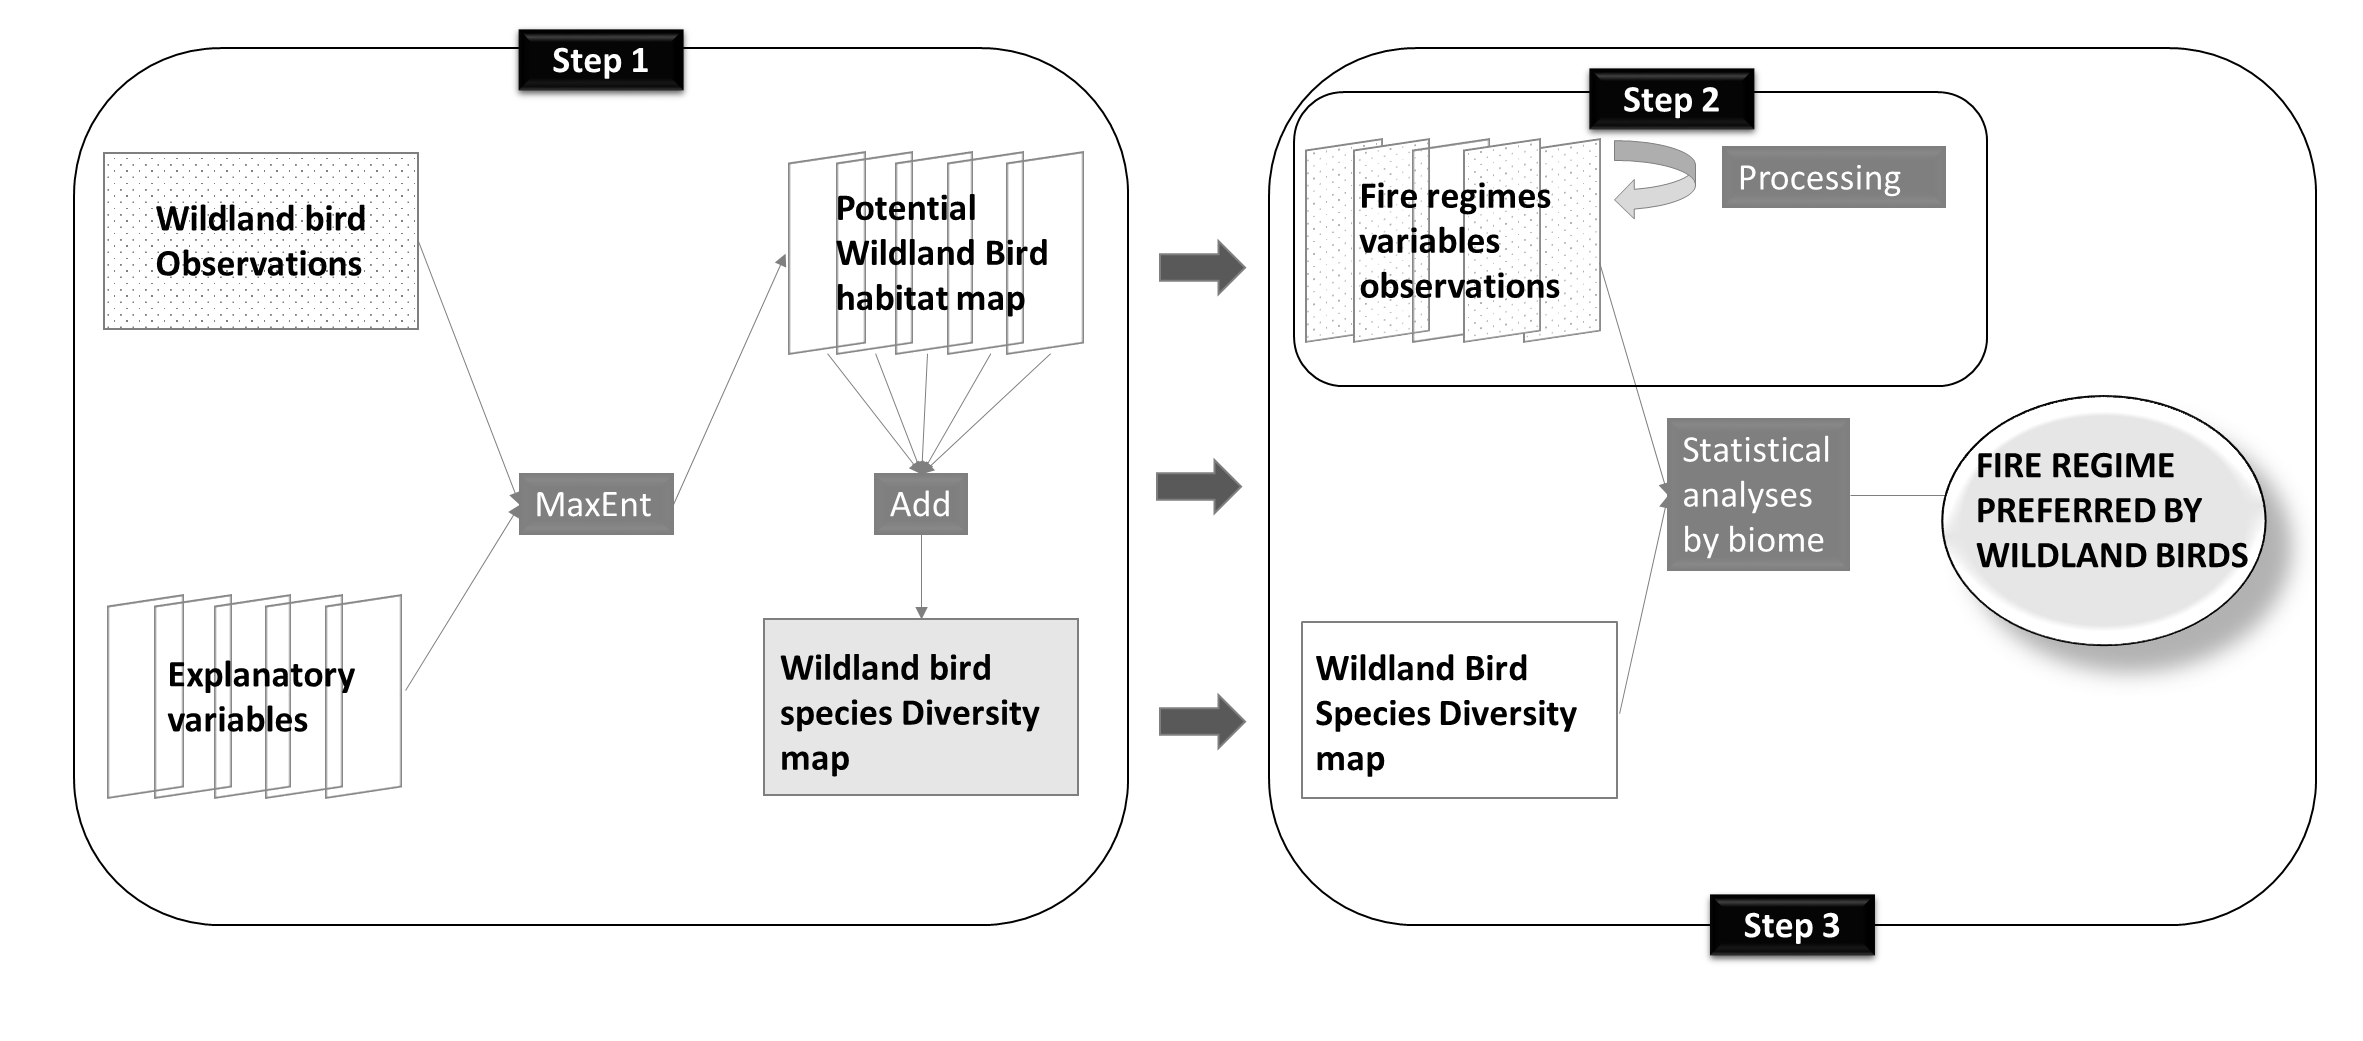 Step 1
Wildland bird
Observations
Explanatory
variables
MaxEnt
Potential
Wildland Bird
habitat map
Add
Wildland bird
species Diversity
map
Step 2
Fire regimes
variables
observations
Processing
Statistical
analyses
by biome
Wildland Bird
Species Diversity
map
FIRE REGIME
PREFERRED BY
WILDLAND BIRDS
Step 3